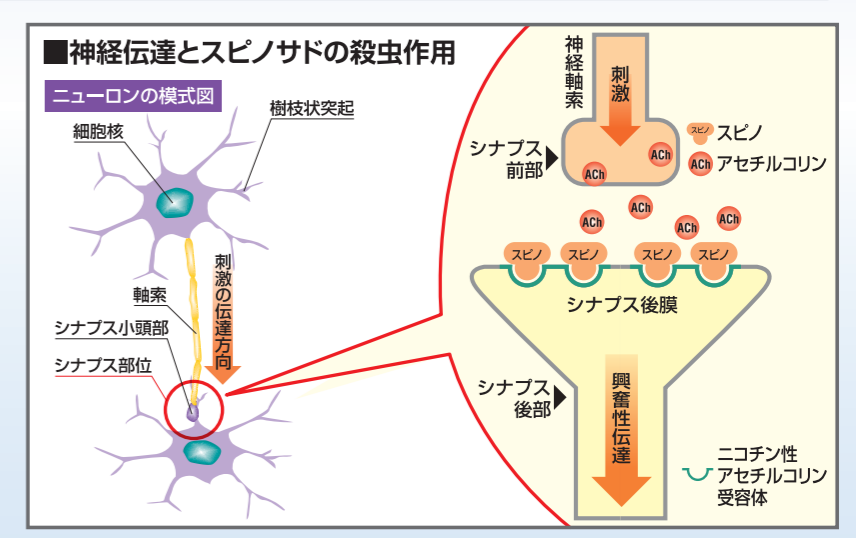 ■神経伝達とスピノサドの殺虫作用
ニューロンの模式図
樹枝状突起
細胞核
刺激の伝達方向
軸索
シナプス小頭部
シナプス部位
神経軸索
刺激
シナプス
前部
スピノ スピノ
ACh アセチルコリン
ACh
ACh
ACh
ACh
ACh
ACh
スピノ
スピノ
スピノ
スピノ
シナプス後膜
シナプス
後部
興奮性伝達
ニコチン性
アセチルコリン
受容体